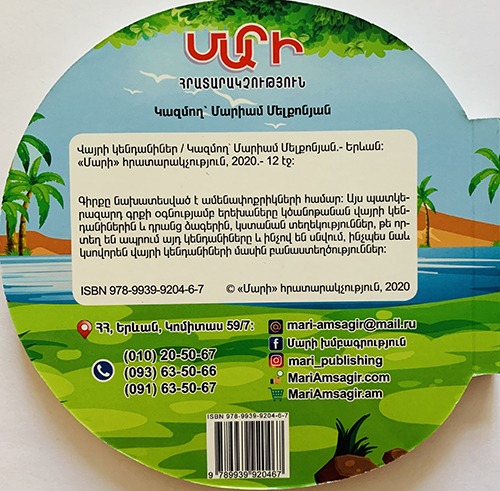 ՄԱՐԻ
ՀՐԱՏԱՐԱԿՉՈՒԹՅՈՒՆ
Կազմող՝ Մարիամ Մելքոնյան
Վայրի կենդանիներ / Կազմող՝ Մարիամ Մելքոնյան.- Երևան:
«Մարի» հրատարակչություն, 2020.- 12 էջ:
Գիրքը նախատեսված է ամենափոքրիկների համար: Այս պատկե-
րազարդ գրքի օգնությամբ երեխաները կծանոթանան վայրի կեն-
դանիներին և դրանց ձագերին, կստանան տեղեկություններ, թե որ-
տեղ են ապրում այդ կենդանիները և ինչով են սնվում, ինչպես նաև
կսովորեն վայրի կենդանիների մասին բանաստեղծություններ:
ISBN 978-9939-9204-6-7 © «Մարի» հրատարակչություն, 2020
ՀՀ, Երևան, Կոմիտաս 59/7:
(010) 20-50-67
(093) 63-50-66
(091) 63-50-67
mari-amsagir@mail.ru
Մարի խմբագրություն
mari_publishing
MariAmsagir.com
MariAmsagir.am
ISBN 978-9939-9204-6-7
9 789939 920467